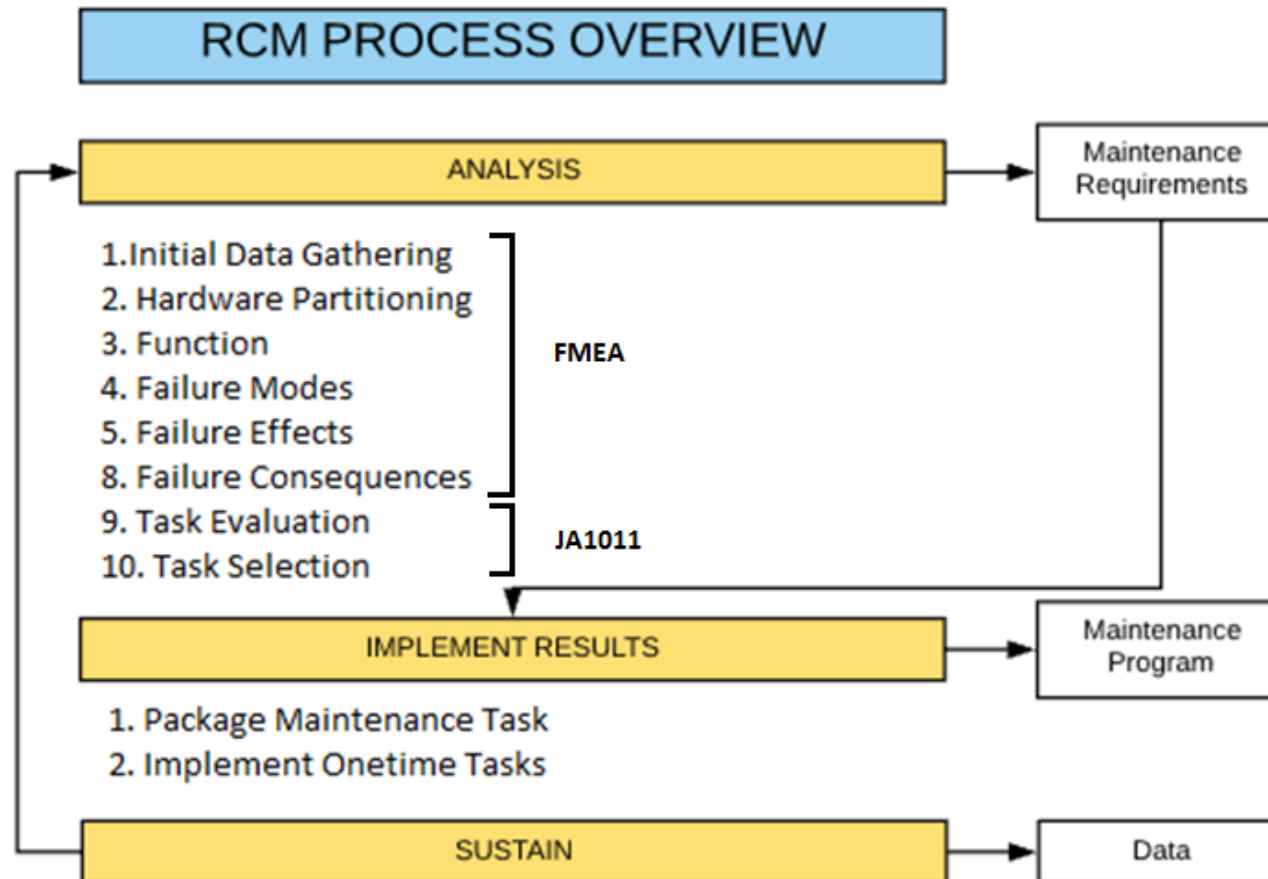 RCM PROCESS OVERVIEW
ANALYSIS
Maintenance
Requirements
1.Initial Data Gathering
2. Hardware Partitioning
3. Function
4. Failure Modes
5. Failure Effects
8. Failure Consequences
FMEA
9. Task Evaluation
10. Task Selection
JA1011
IMPLEMENT RESULTS
Maintenance
Program
1. Package Maintenance Task
2. Implement Onetime Tasks
SUSTAIN
Data